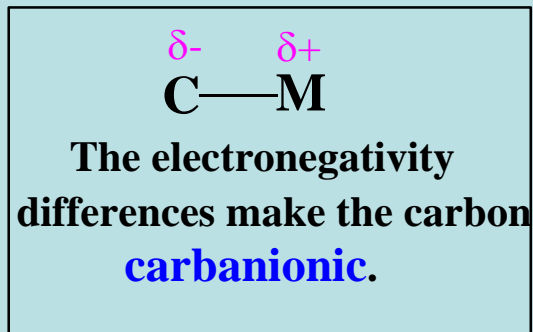 δ- δ+
C—M
The electronegativity
differences make the carbon
carbanionic.